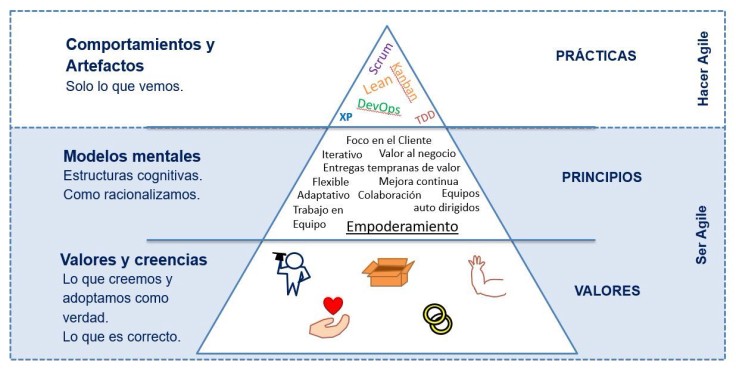 Comportamientos y
Artefactos
Solo lo que vemos.
Scrum
Kanban
Lean
DevOps
XP
TDD
PRÁCTICAS
Hacer Agile
Modelos mentales
Estructuras cognitivas.
Como racionalizamos.
Foco en el Cliente
Iterativo
Valor al negocio
Entregas tempranas de valor
Flexible
Mejora continua
Adaptativo
Colaboración
Equipos
auto dirigidos
Trabajo en
Equipo
Empoderamiento
PRINCIPIOS
Ser Agile
Valores y creencias
Lo que creemos y
adoptamos como
verdad.
Lo que es correcto.
VALORES